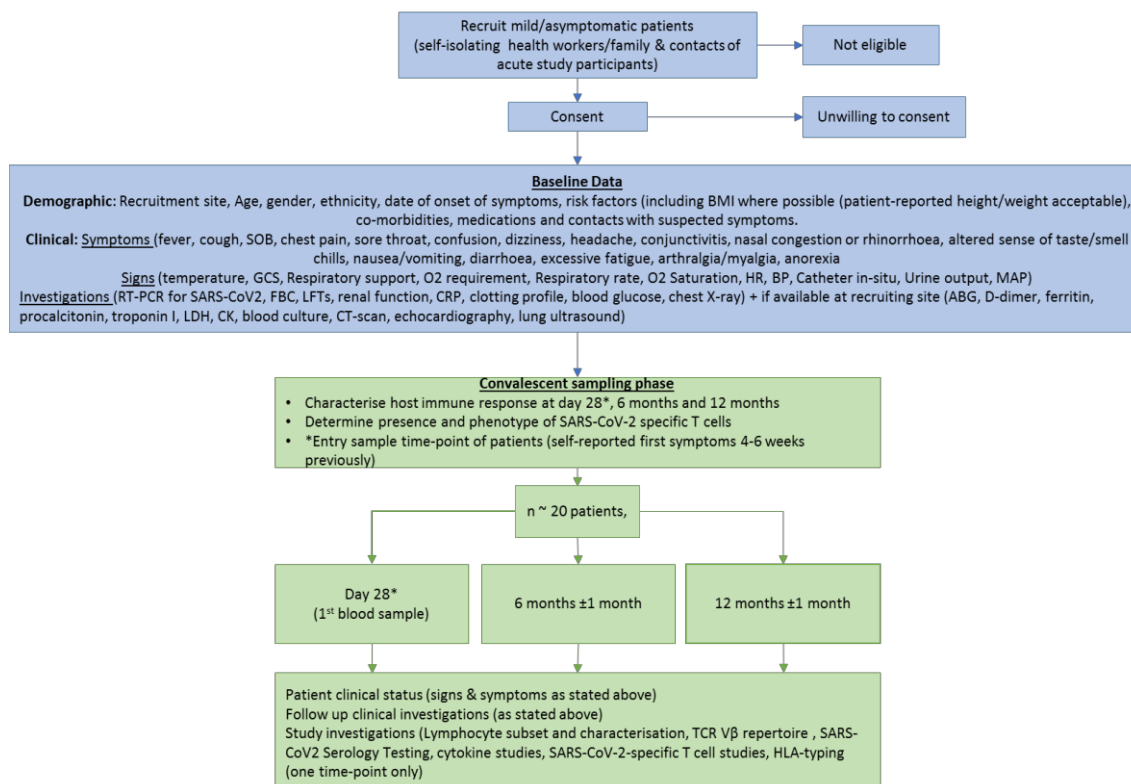 Recruit mild/asymptomatic patients
(self-isolating health workers/family & contacts of
acute study participants)
Not eligible
Consent
Unwilling to consent
Baseline Data
Demographic: Recruitment site, Age, gender, ethnicity, date of onset of symptoms, risk factors (including BMI where possible (patient-reported height/weight acceptable),
co-morbidities, medications and contacts with suspected symptoms.
Clinical: Symptoms (fever, cough, SOB, chest pain, sore throat, confusion, dizziness, headache, conjunctivitis, nasal congestion or rhinorrhoea, altered sense of taste/smell
chills, nausea/vomiting, diarrhoea, excessive fatigue, arthralgia/myalgia, anorexia
Signs (temperature, GCS, Respiratory support, O2 requirement, Respiratory rate, O2 Saturation, HR, BP, Catheter in-situ, Urine output, MAP)
Investigations (RT-PCR for SARS-CoV2, FBC, LFTs, renal function, CRP, clotting profile, blood glucose, chest X-ray) + if available at recruiting site (ABG, D-dimer, ferritin,
procalcitonin, troponin I, LDH, CK, blood culture, CT-scan, echocardiography, lung ultrasound)
Convalescent sampling phase
• Characterise host immune response at day 28*, 6 months and 12 months
• Determine presence and phenotype of SARS-CoV-2 specific T cells
• *Entry sample time-point of patients (self-reported first symptoms 4-6 weeks
previously)
n ~ 20 patients,
Day 28*
(1st blood sample)
6 months ±1 month
12 months ±1 month
Patient clinical status (signs & symptoms as stated above)
Follow up clinical investigations (as stated above)
Study investigations (Lymphocyte subset and characterisation, TCR Vβ repertoire , SARS-
CoV2 Serology Testing, cytokine studies, SARS-CoV-2-specific T cell studies, HLA-typing
(one time-point only)